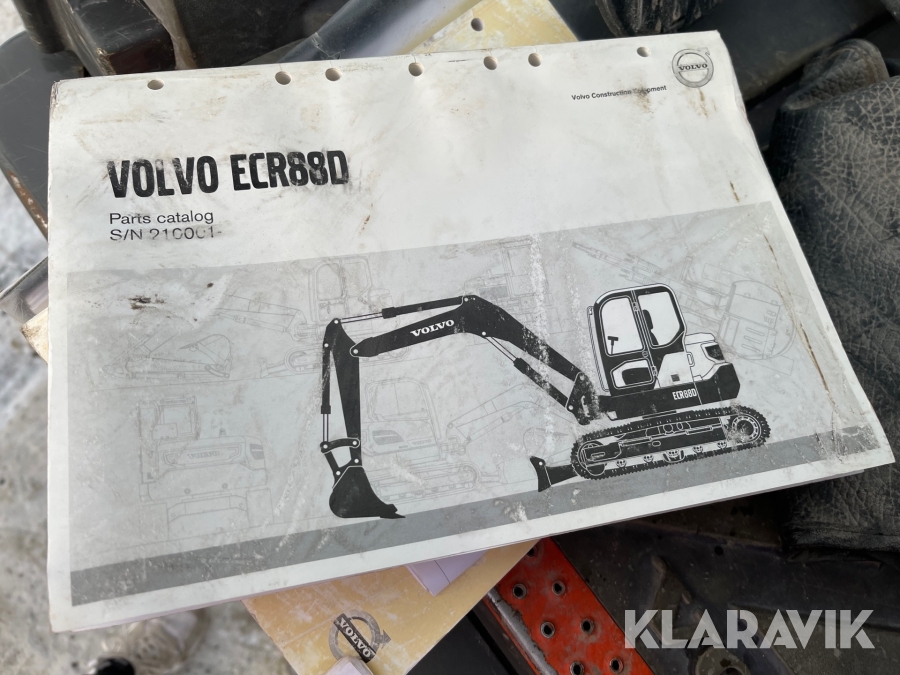 VOLVO
Volvo Construction Equipment
VOLVO ECR88D
Parts catalog
S/N 210001-
VOLVO
ECR88D
VOLVO
KLARAVIK